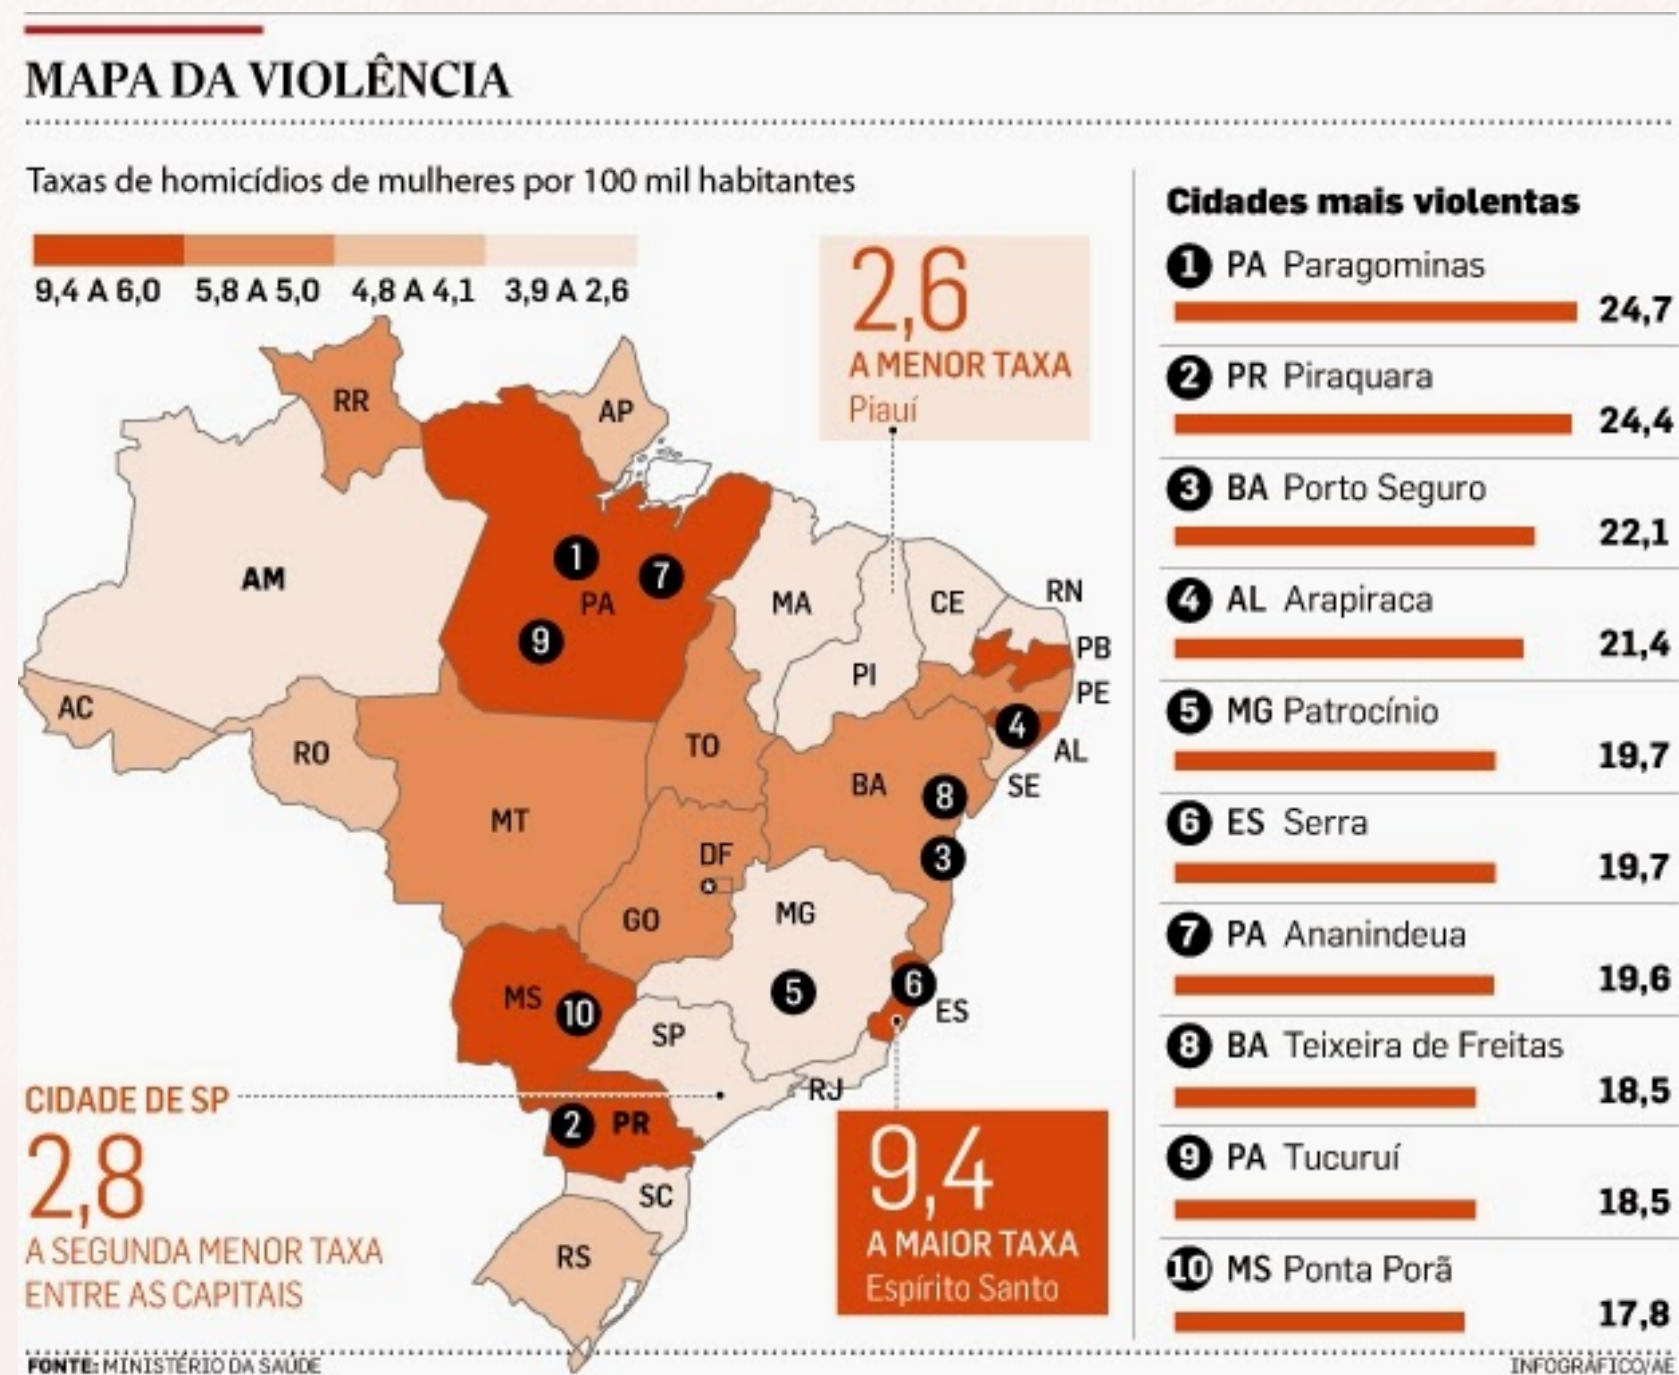 MAPA DA VIOLÊNCIA
Taxas de homicídios de mulheres por 100 mil habitantes
9,4 A 6,0 5,8 A 5,0 4,8 A 4,1 3,9 A 2,6
2,6
A MENOR TAXA
Piauí
RR
AP
AM
1
7
PA
9
MA
CE
RN
PB
PI
PE
AC
4
AL
RO
TO
BA
8
SE
MT
3
DF
GO
MG
MS
10
5
6
ES
SP
RJ
CIDADE DE SP
2,8
A SEGUNDA MENOR TAXA
ENTRE AS CAPITAIS
2
PR
SC
RS
9,4
A MAIOR TAXA
Espírito Santo
Cidades mais violentas
1 PA Paragominas
24,7
2 PR Piraquara
24,4
3 BA Porto Seguro
22,1
4 AL Arapiraca
21,4
5 MG Patrocínio
19,7
6 ES Serra
19,7
7 PA Ananindeua
19,6
8 BA Teixeira de Freitas
18,5
9 PA Tucuruí
18,5
10 MS Ponta Porã
17,8
FONTE: MINISTÉRIO DA SAÚDE
INFOGRÁFICO/AE